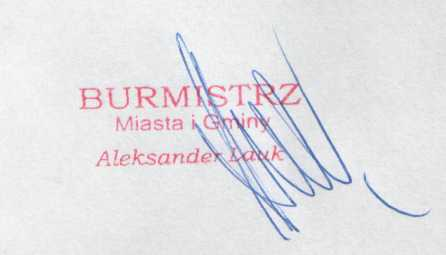 BURMISTRZ
Miasta i Gminy
Aleksander Lauk